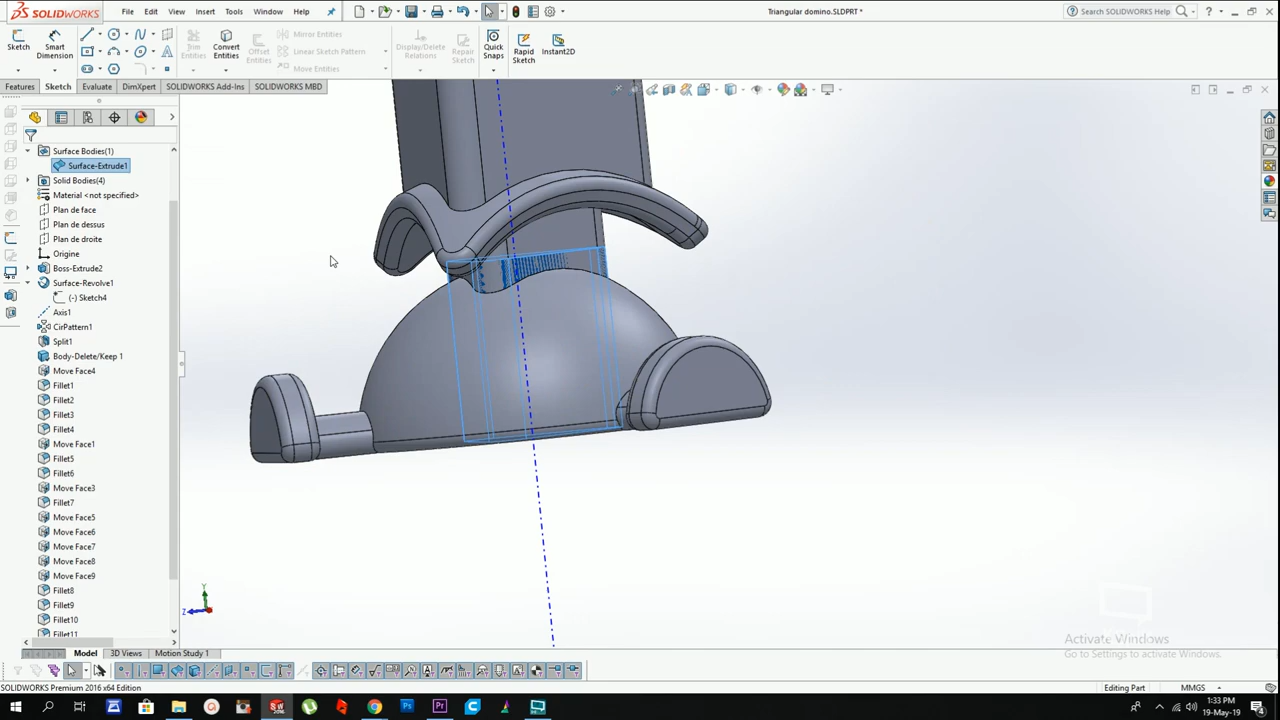 SOLIDWORKS File Edit View Insert Tools Window Help Triangular domino.SLDPRT * Search SOLIDWORKS Help
Sketch Smart Dimension Trim Entities Convert Entities Offset Entities Mirror Entities Linear Sketch Pattern Move Entities Display/Delete Relations Repair Sketch Quick Snaps Rapid Sketch Instant2D
Features Sketch Evaluate DimXpert SOLIDWORKS Add-Ins SOLIDWORKS MBD
Surface Bodies(1)
Surface-Extrude1
Solid Bodies(4)
Material <not specified>
Plan de face
Plan de dessus
Plan de droite
Origine
Boss-Extrude2
Surface-Revolve1
(-) Sketch4
Axis1
CirPattern1
Split1
Body-Delete/Keep 1
Move Face4
Fillet1
Fillet2
Fillet3
Fillet4
Move Face1
Fillet5
Fillet6
Move Face3
Fillet7
Move Face5
Move Face6
Move Face7
Move Face8
Move Face9
Fillet8
Fillet9
Fillet10
Fillet11
Y
Z
Activate Windows
Go to Settings to activate Windows.
Model 3D Views Motion Study 1
SOLIDWORKS Premium 2016 x64 Edition Editing Part MMGS
1:33 PM
19-May-19